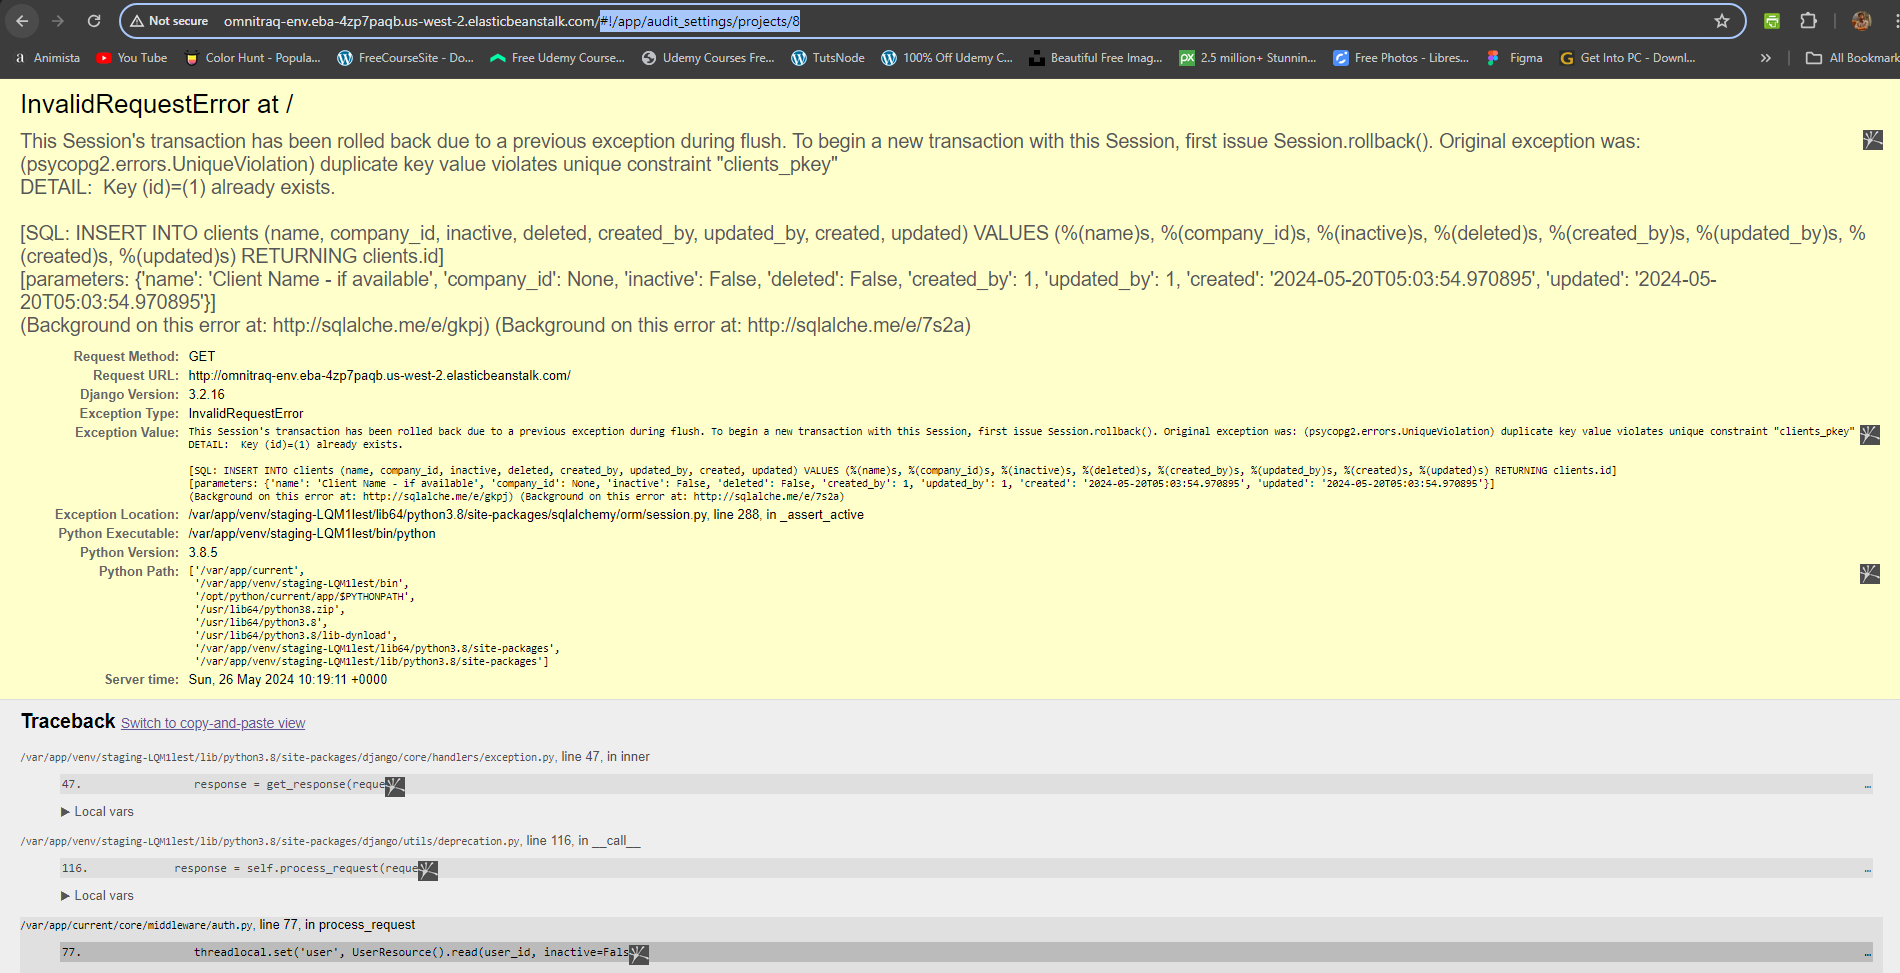 Not secure omnitraq-env.eba-4zp7paqb.us-west-2.elasticbeanstalk.com/#!/app/audit_settings/projects/8
a Animista You Tube Color Hunt - Popula... FreeCourseSite - Do... Free Udemy Course... Udemy Courses Fre... TutsNode 100% Off Udemy C... Beautiful Free Imag... PX 2.5 million+ Stunnin... Free Photos - Libres... Figma G Get Into PC - Downl... » All Bookmark
InvalidRequestError at /
This Session's transaction has been rolled back due to a previous exception during flush. To begin a new transaction with this Session, first issue Session.rollback(). Original exception was:
(psycopg2.errors.UniqueViolation) duplicate key value violates unique constraint "clients_pkey"
DETAIL: Key (id)=(1) already exists.
[SQL: INSERT INTO clients (name, company_id, inactive, deleted, created_by, updated_by, created, updated) VALUES (%(name)s, %(company_id)s, %(inactive)s, %(deleted)s, %(created_by)s, %(updated_by)s, %
(created)s, %(updated)s) RETURNING clients.id]
[parameters: {'name': 'Client Name - if available', 'company_id': None, 'inactive': False, 'deleted': False, 'created_by': 1, 'updated_by': 1, 'created': '2024-05-20T05:03:54.970895', 'updated': '2024-05-
20T05:03:54.970895'}]
(Background on this error at: http://sqlalche.me/e/gkpj) (Background on this error at: http://sqlalche.me/e/7s2a)
Request Method: GET
Request URL: http://omnitraq-env.eba-4zp7paqb.us-west-2.elasticbeanstalk.com/
Django Version: 3.2.16
Exception Type: InvalidRequestError
Exception Value: This Session's transaction has been rolled back due to a previous exception during flush. To begin a new transaction with this Session, first issue Session.rollback(). Original exception was: (psycopg2.errors.UniqueViolation) duplicate key value violates unique constraint "clients_pkey"
DETAIL: Key (id)=(1) already exists.
[SQL: INSERT INTO clients (name, company_id, inactive, deleted, created_by, updated_by, created, updated) VALUES (%(name)s, %(company_id)s, %(inactive)s, %(deleted)s, %(created_by)s, %(updated_by)s, %(created)s, %(updated)s) RETURNING clients.id]
[parameters: {'name': 'Client Name - if available', 'company_id': None, 'inactive': False, 'deleted': False, 'created_by': 1, 'updated_by': 1, 'created': '2024-05-20T05:03:54.970895', 'updated': '2024-05-20T05:03:54.970895'}]
(Background on this error at: http://sqlalche.me/e/gkpj) (Background on this error at: http://sqlalche.me/e/7s2a)
Exception Location: /var/app/venv/staging-LQM1lest/lib64/python3.8/site-packages/sqlalchemy/orm/session.py, line 288, in _assert_active
Python Executable: /var/app/venv/staging-LQM1lest/bin/python
Python Version: 3.8.5
Python Path: ['/var/app/current',
'/var/app/venv/staging-LQM1lest/bin',
'/opt/python/current/app/$PYTHONPATH',
'/usr/lib64/python38.zip',
'/usr/lib64/python3.8',
'/usr/lib64/python3.8/lib-dynload',
'/var/app/venv/staging-LQM1lest/lib64/python3.8/site-packages',
'/var/app/venv/staging-LQM1lest/lib/python3.8/site-packages']
Server time: Sun, 26 May 2024 10:19:11 +0000
Traceback Switch to copy-and-paste view
/var/app/venv/staging-LQM1lest/lib/python3.8/site-packages/django/core/handlers/exception.py, line 47, in inner
47. response = get_response(reque …
▶ Local vars
/var/app/venv/staging-LQM1lest/lib/python3.8/site-packages/django/utils/deprecation.py, line 116, in __call__
116. response = self.process_request(reque …
▶ Local vars
/var/app/current/core/middleware/auth.py, line 77, in process_request
77. threadlocal.set('user', UserResource().read(user_id, inactive=Fals …